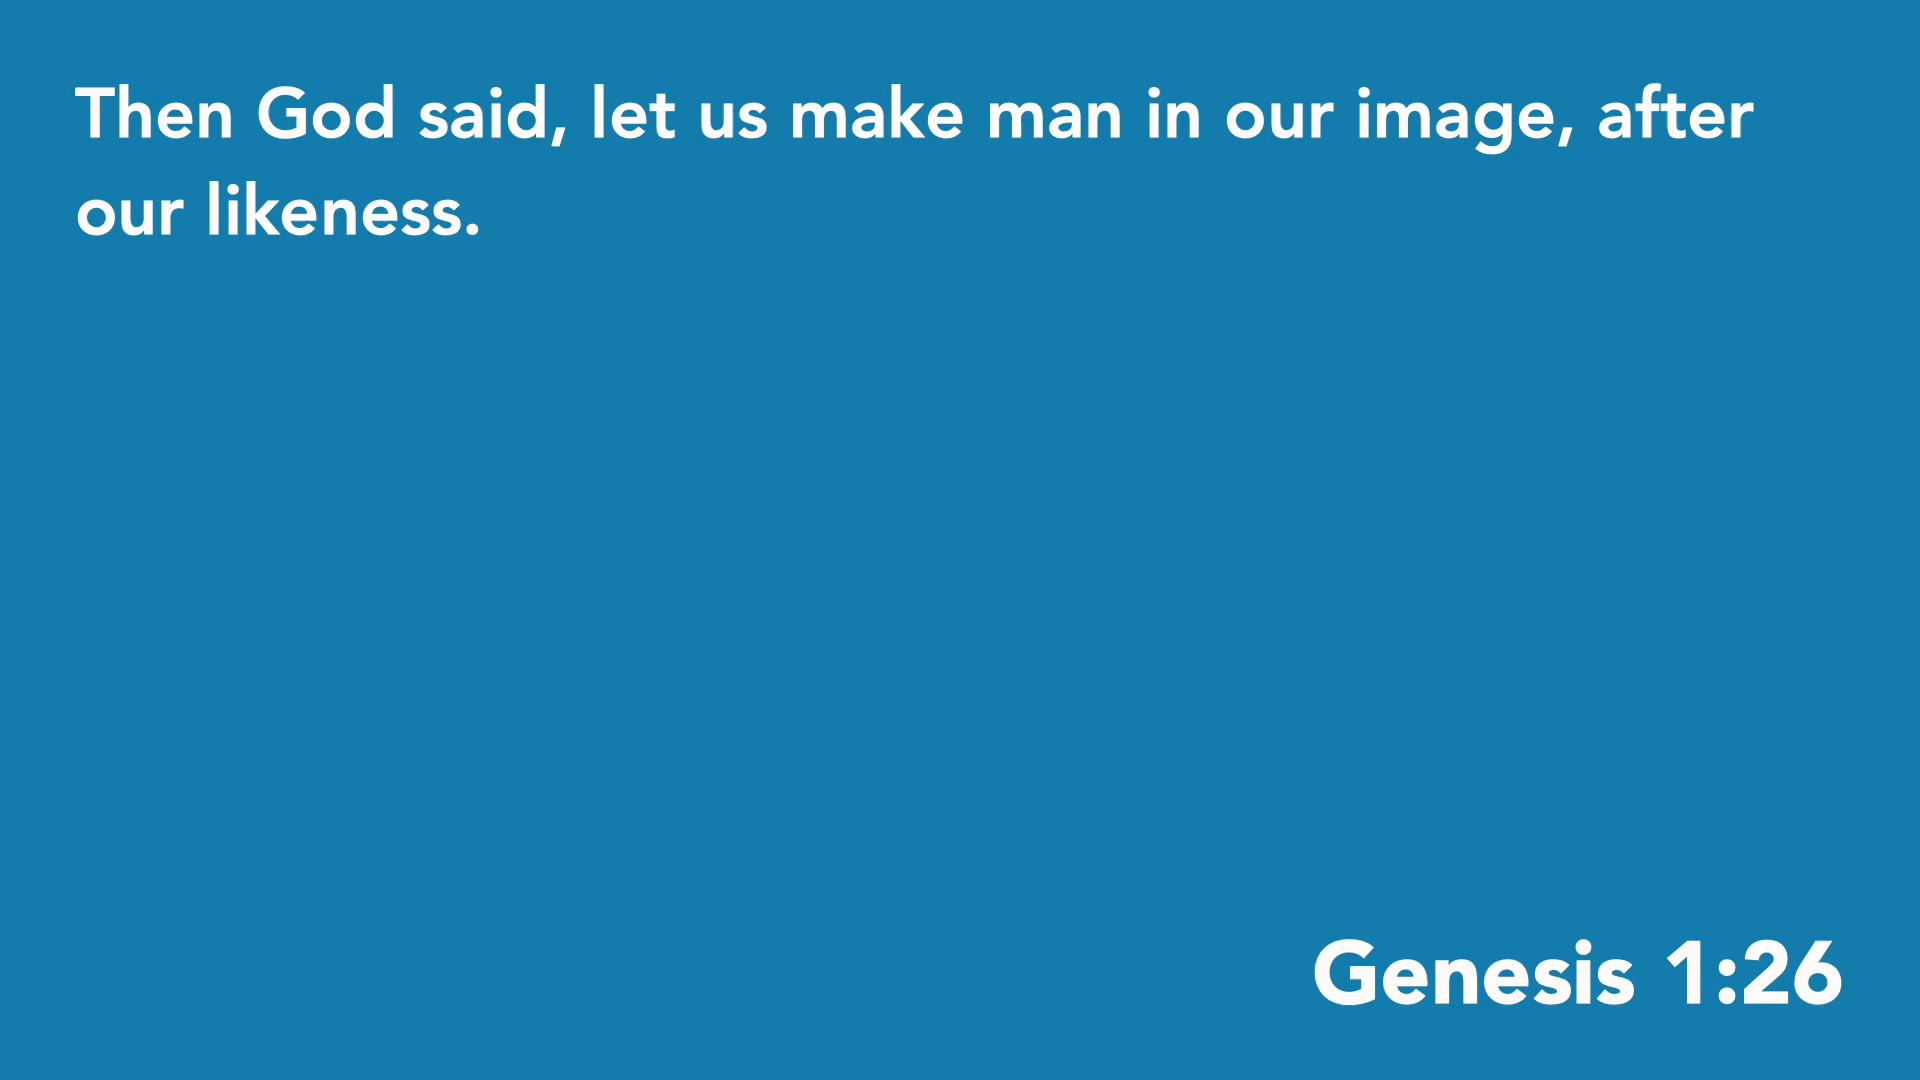 Then God said, let us make man in our image, after
our likeness.
Genesis 1:26